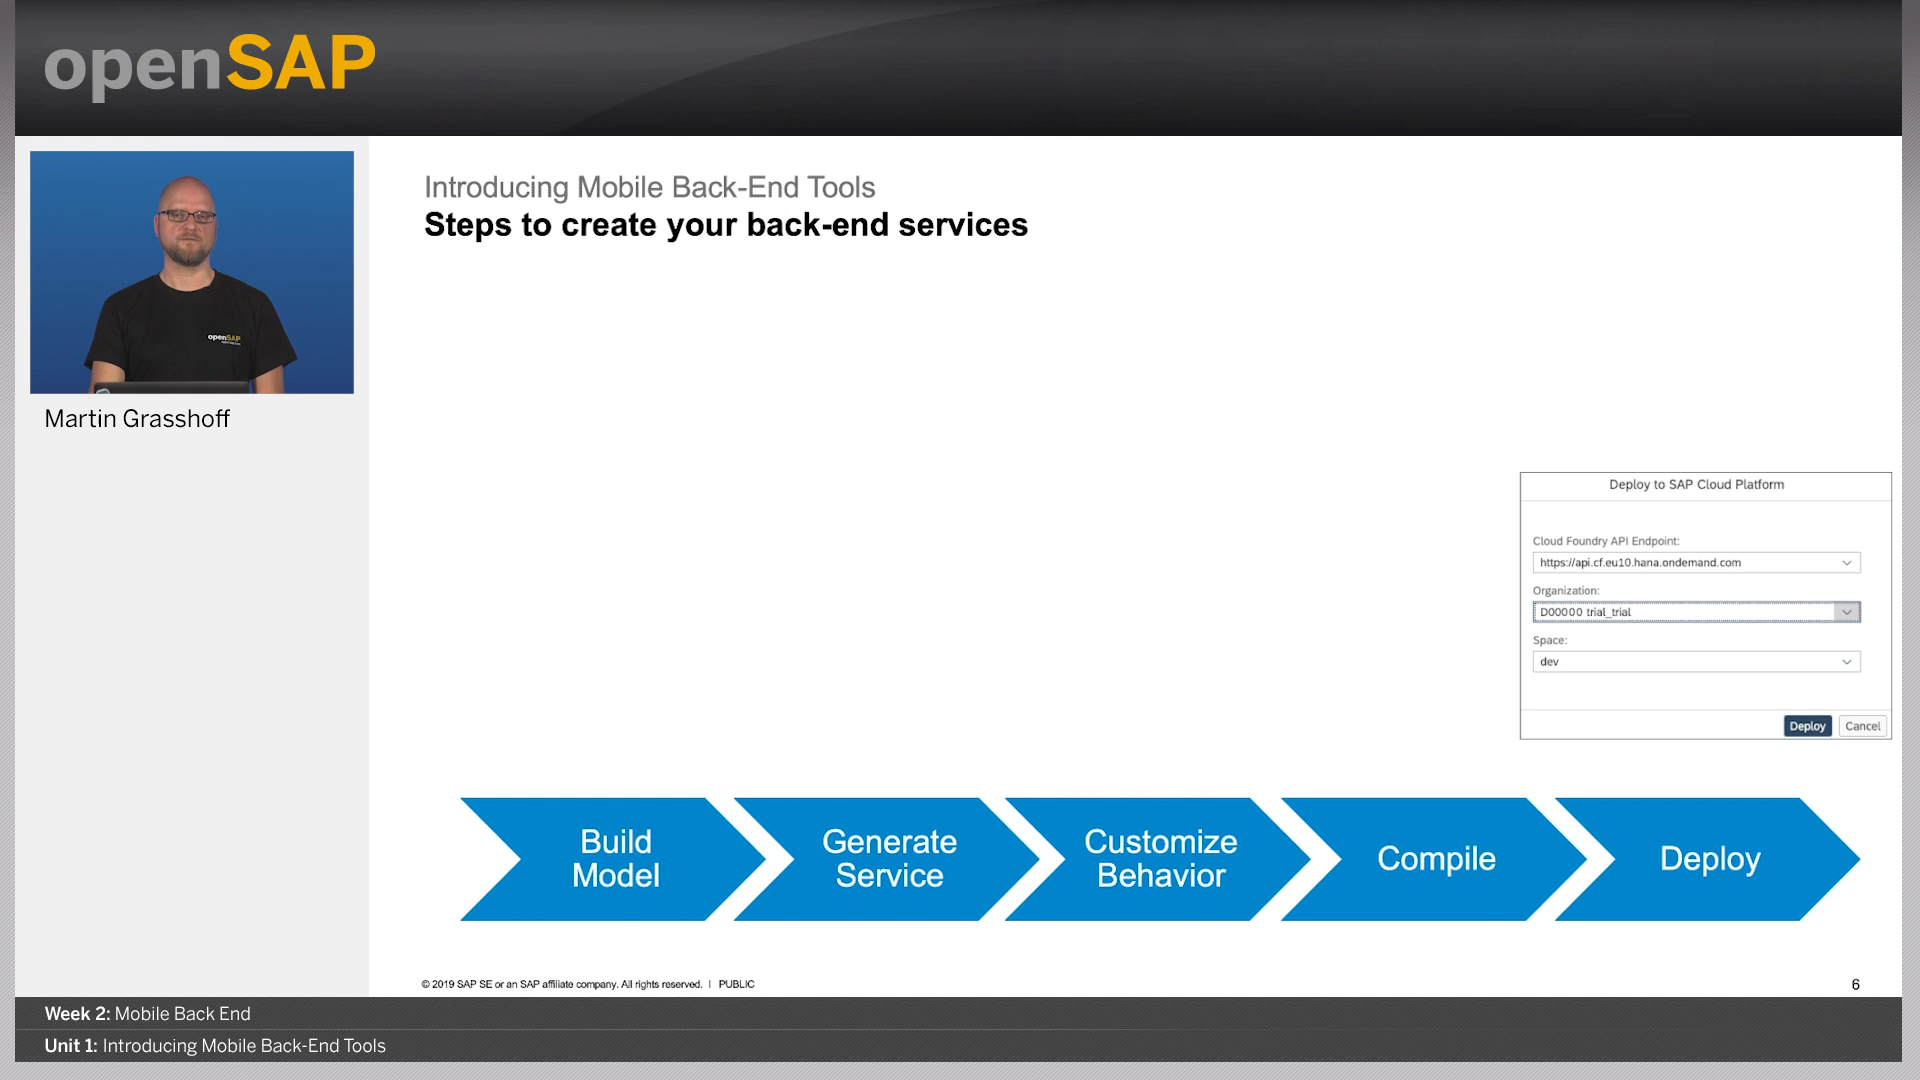 openSAP
openSAP
Martin Grasshoff
Introducing Mobile Back-End Tools
Steps to create your back-end services
Deploy to SAP Cloud Platform
Cloud Foundry API Endpoint:
https://api.cf.eu10.hana.ondemand.com
Organization:
D00000 trial_trial
Space:
dev
Deploy Cancel
Build
Model
Generate
Service
Customize
Behavior
Compile
Deploy
© 2019 SAP SE or an SAP affiliate company. All rights reserved. | PUBLIC
6
Week 2: Mobile Back End
Unit 1: Introducing Mobile Back-End Tools